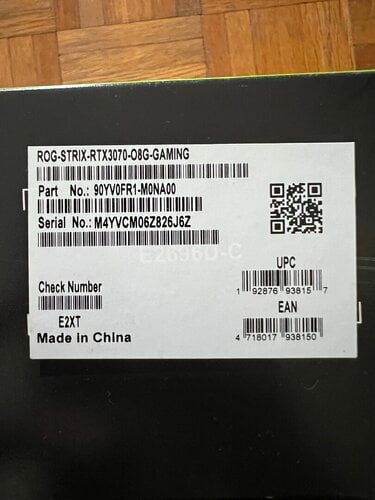 ROG-STRIX-RTX3070-O8G-GAMING
Part No.: 90YV0FR1-M0NA00
Serial No.: M4YVCM06Z826J6Z
E2696D-C
UPC
1 92876 93815 7
Check Number
EAN
E2XT
Made in China
4 718017 938150